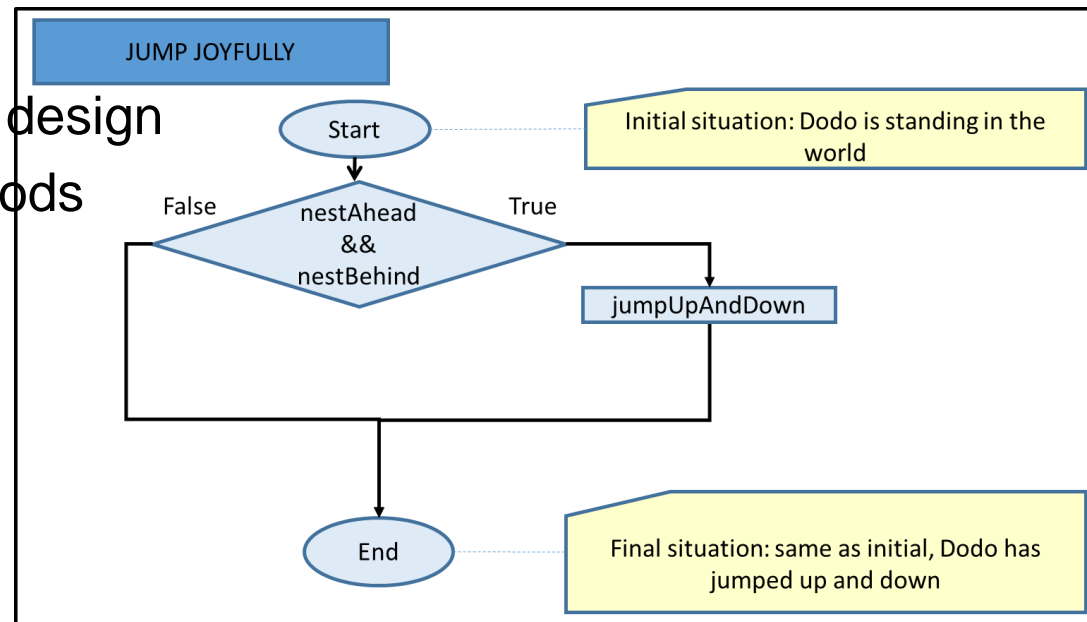 JUMP JOYFULLY
design
ods
Start
Initial situation: Dodo is standing in the
world
False
True
nestAhead
&&
nestBehind
jumpUpAndDown
End
Final situation: same as initial, Dodo has
jumped up and down